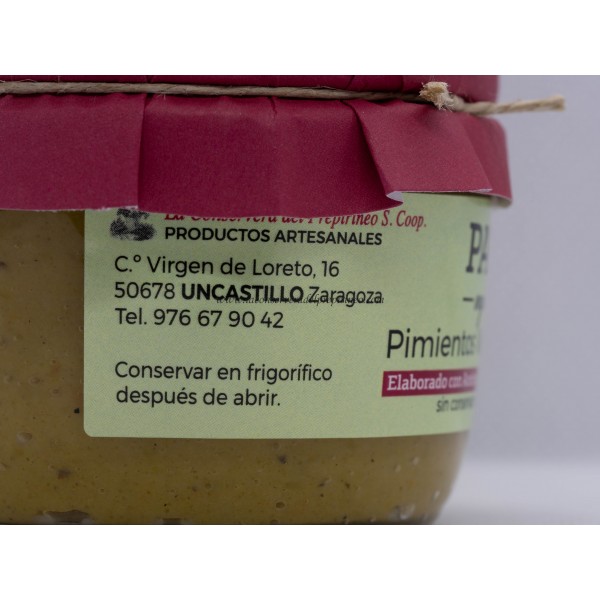 La Conservera del Prepirineo S. Coop.
PRODUCTOS ARTESANALES
C.º Virgen de Loreto, 16
50678 UNCASTILLO Zaragoza
Tel. 976 67 90 42
Conservar en frigorífico
después de abrir.
Pimientos
Elaborado con
sin